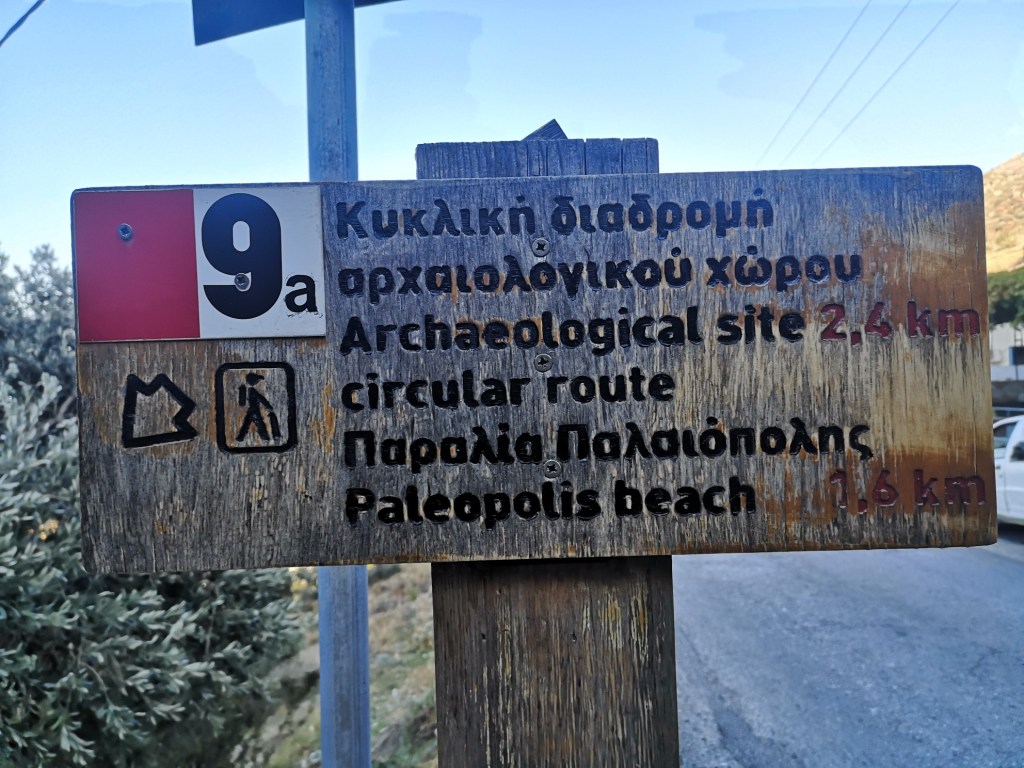 9a
Κυκλική διαδρομή
αρχαιολογικού χώρου
Archaeological site 2,4 km
circular route
Παραλία Παλαιόπολης
Paleopolis beach 1,6 km